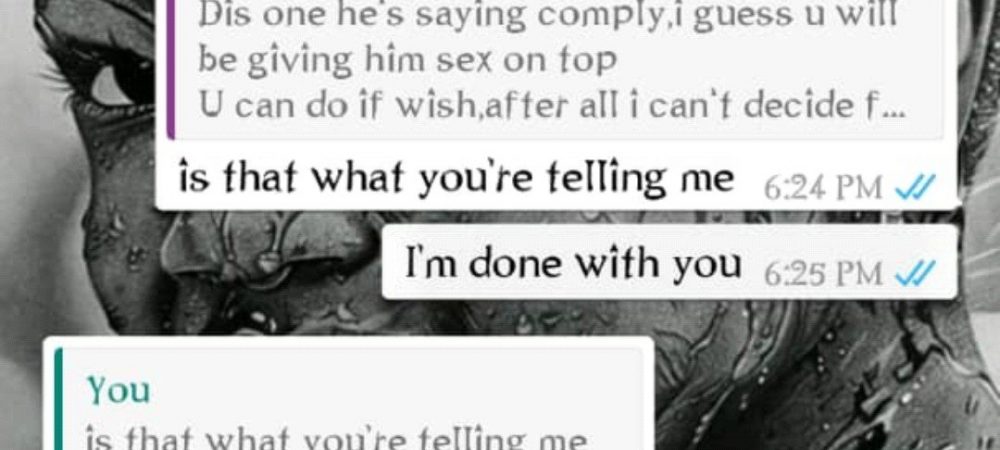 Dis one he's saying comply,i guess u will
be giving him sex on top
U can do if wish,after all i can't decide f...
is that what you're telling me 6:24 PM
I'm done with you 6:25 PM
You
is that what you're telling me